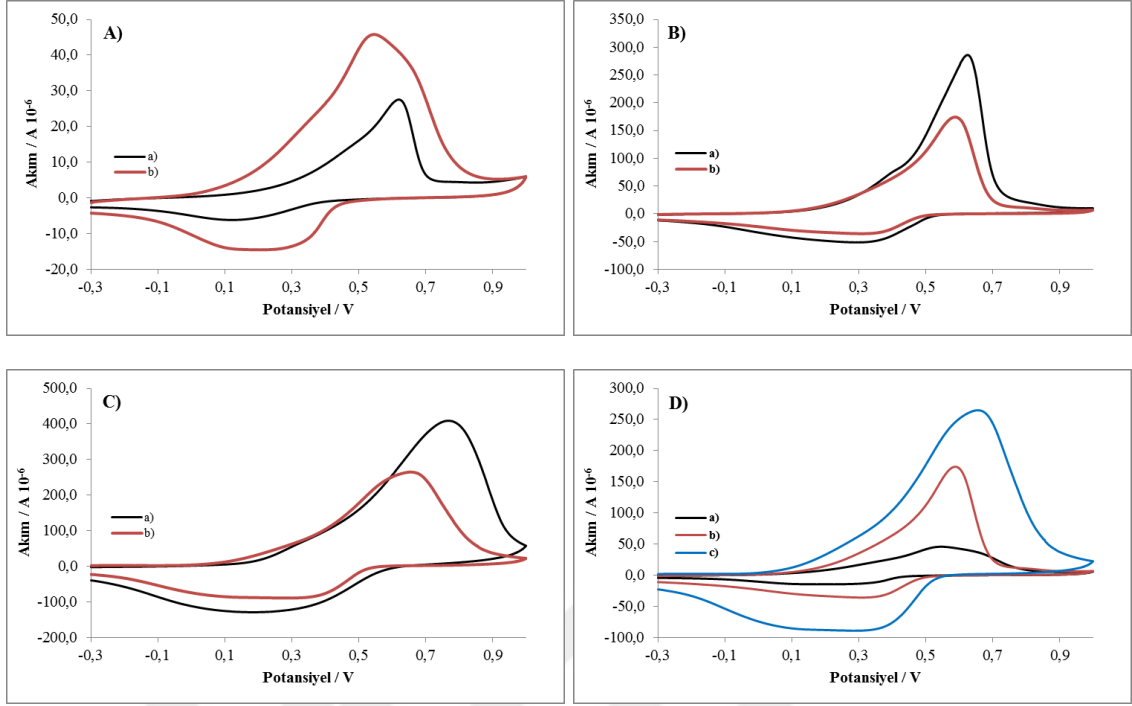 A)
50,0
40,0
30,0
20,0
10,0
0,0
-10,0
-20,0
Akım / A 10⁻⁶
a)
b)
-0,3 -0,1 0,1 0,3 0,5 0,7 0,9
Potansiyel / V
B)
350,0
300,0
250,0
200,0
150,0
100,0
50,0
0,0
-50,0
-100,0
Akım / A 10⁻⁶
a)
b)
-0,3 -0,1 0,1 0,3 0,5 0,7 0,9
Potansiyel / V
C)
500,0
400,0
300,0
200,0
100,0
0,0
-100,0
-200,0
Akım / A 10⁻⁶
a)
b)
-0,3 -0,1 0,1 0,3 0,5 0,7 0,9
Potansiyel / V
D)
300,0
250,0
200,0
150,0
100,0
50,0
0,0
-50,0
-100,0
Akım / A 10⁻⁶
a)
b)
c)
-0,3 -0,1 0,1 0,3 0,5 0,7 0,9
Potansiyel / V